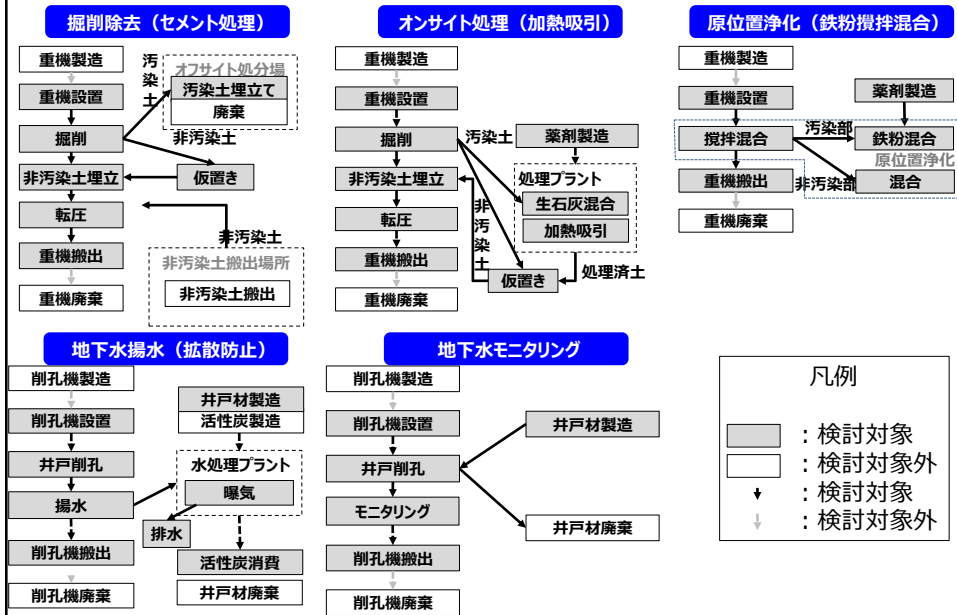 掘削除去（セメント処理）
重機製造
重機設置
掘削
非汚染土埋立
転圧
重機搬出
重機廃棄
汚染土
オフサイト処分場
汚染土埋立て
廃棄
非汚染土
仮置き
非汚染土
非汚染土搬出場所
非汚染土搬出
オンサイト処理（加熱吸引）
重機製造
重機設置
掘削
非汚染土埋立
転圧
重機搬出
重機廃棄
汚染土
薬剤製造
処理プラント
生石灰混合
加熱吸引
非汚染土
仮置き
処理済土
原位置浄化（鉄粉攪拌混合）
重機製造
重機設置
攪拌混合
重機搬出
重機廃棄
薬剤製造
汚染部
鉄粉混合
原位置浄化
非汚染部
混合
地下水揚水（拡散防止）
削孔機製造
削孔機設置
井戸削孔
揚水
削孔機搬出
削孔機廃棄
井戸材製造
活性炭製造
水処理プラント
曝気
排水
活性炭消費
井戸材廃棄
地下水モニタリング
削孔機製造
削孔機設置
井戸削孔
モニタリング
削孔機搬出
削孔機廃棄
井戸材製造
井戸材廃棄
凡例
：検討対象
：検討対象外
：検討対象
：検討対象外